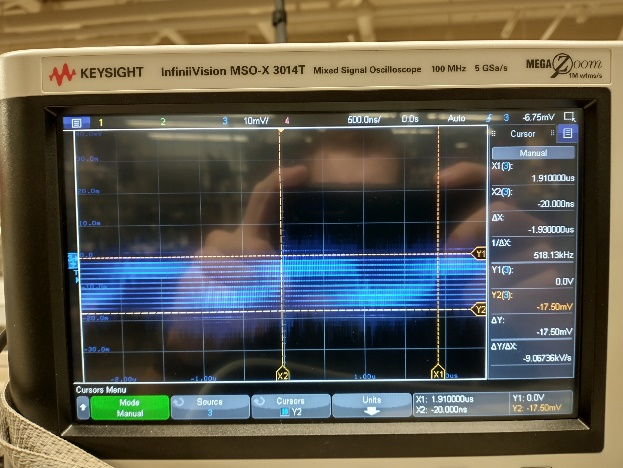 KEYSIGHT InfiniiVision MSO-X 3014T Mixed Signal Oscilloscope 100 MHz 5 GSa/s MEGA Zoom
1M wfms/s
1 2 3 10mV/ 4 500.0ns/ 0.0s Auto 3 -6.75mV
Cursor
Manual
X1(3):
1.910000us
X2(3):
-20.000ns
ΔX:
-1.930000us
1/ΔX:
518.13kHz
Y1(3):
0.0V
Y2(3):
-17.50mV
ΔY:
-17.50mV
ΔY/ΔX:
-9.06736kV/s
30.0m
20.0m
10.0m
Y1
Y2
-20.0m
-30.0m
-2.00us -1.00us X2 1.00us X1
Cursors Menu
Mode
Manual
Source
3
Cursors
Y2
Units
X1: 1.910000us
X2: -20.000ns
Y1: 0.0V
Y2: -17.50mV